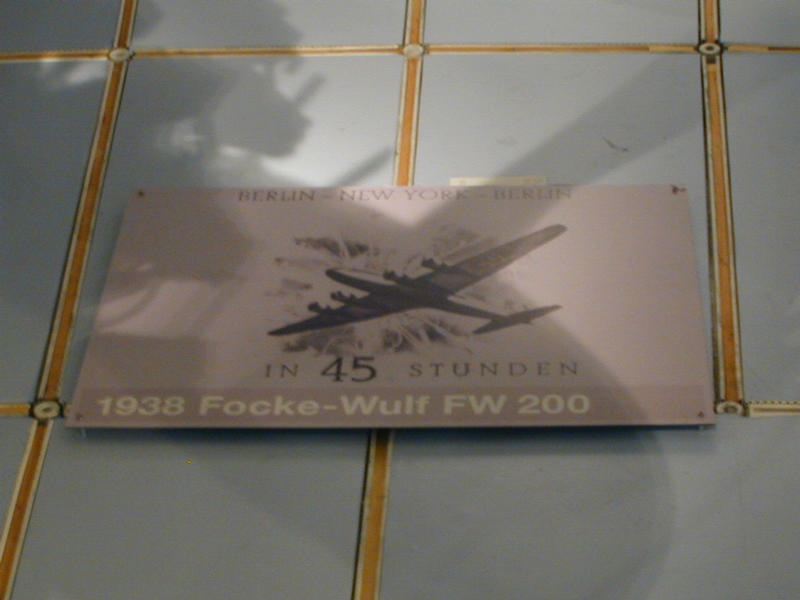 BERLIN – NEW YORK – BERLIN
IN 45 STUNDEN
1938 Focke-Wulf FW 200